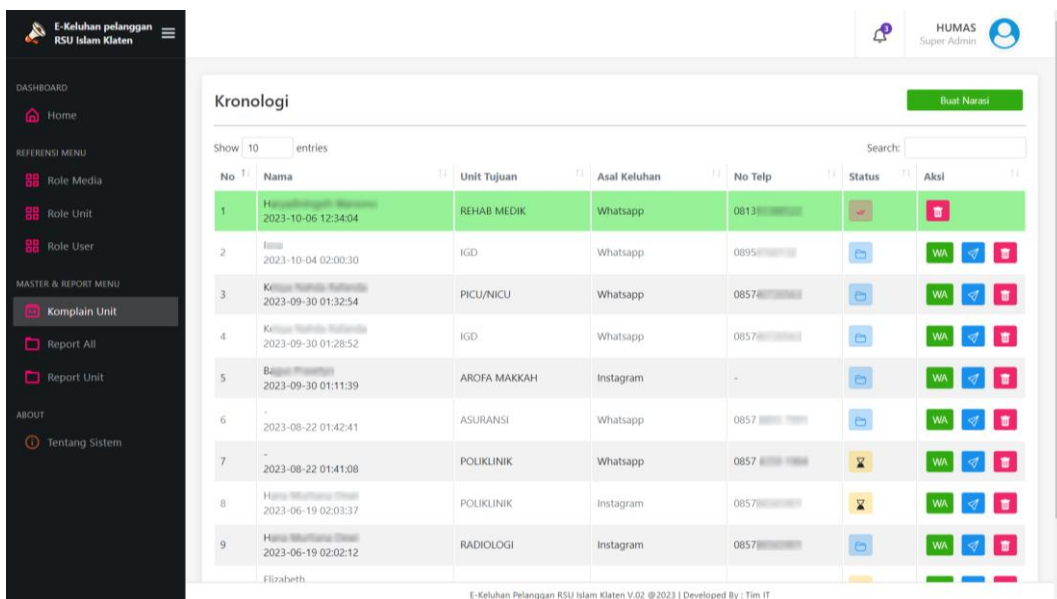 E-Keluhan pelanggan
RSU Islam Klaten
3
HUMAS
Super Admin
DASHBOARD
Home
REFERENSI MENU
Role Media
Role Unit
Role User
MASTER & REPORT MENU
Komplain Unit
Report All
Report Unit
ABOUT
Tentang Sistem
Kronologi
Buat Narasi
Show 10 entries
Search:
No Nama Unit Tujuan Asal Keluhan No Telp Status Aksi
1 REHAB MEDIK Whatsapp 0813
2023-10-06 12:34:04
2 IGD Whatsapp 0895 WA
2023-10-04 02:00:30
3 PICU/NICU Whatsapp 0857 WA
2023-09-30 01:32:54
4 IGD Whatsapp 0857 WA
2023-09-30 01:28:52
5 AROFA MAKKAH Instagram - WA
2023-09-30 01:11:39
6 - ASURANSI Whatsapp 0857 WA
2023-08-22 01:42:41
7 - POLIKLINIK Whatsapp 0857 WA
2023-08-22 01:41:08
8 POLIKLINIK Instagram 0857 WA
2023-06-19 02:03:37
9 RADIOLOGI Instagram 0857 WA
2023-06-19 02:02:12
Elizabeth
E-Keluhan Pelanggan RSU Islam Klaten V.02 @2023 | Developed By : Tim IT